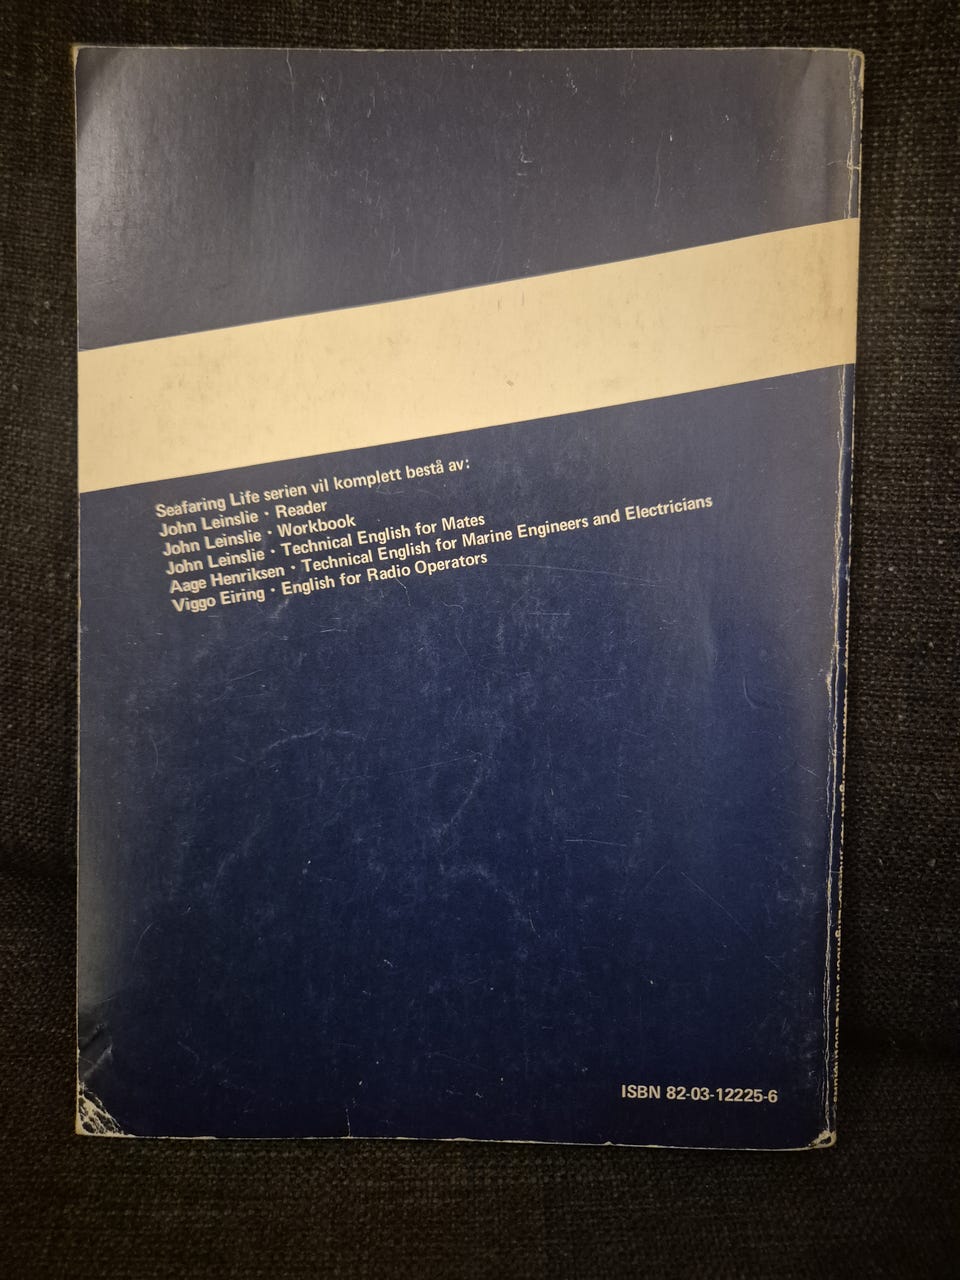 Seafaring Life serien vil komplett bestå av:
John Leinslie · Reader
John Leinslie · Workbook
John Leinslie · Technical English for Mates
Aage Henriksen · Technical English for Marine Engineers and Electricians
Viggo Eiring · English for Radio Operators
ISBN 82-03-12225-6